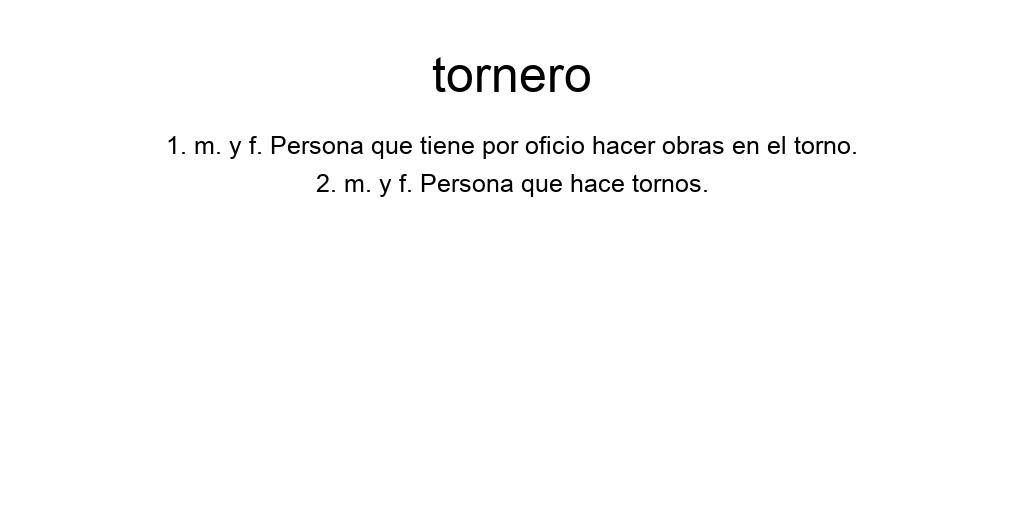 tornero
1. m. y f. Persona que tiene por oficio hacer obras en el torno.
2. m. y f. Persona que hace tornos.